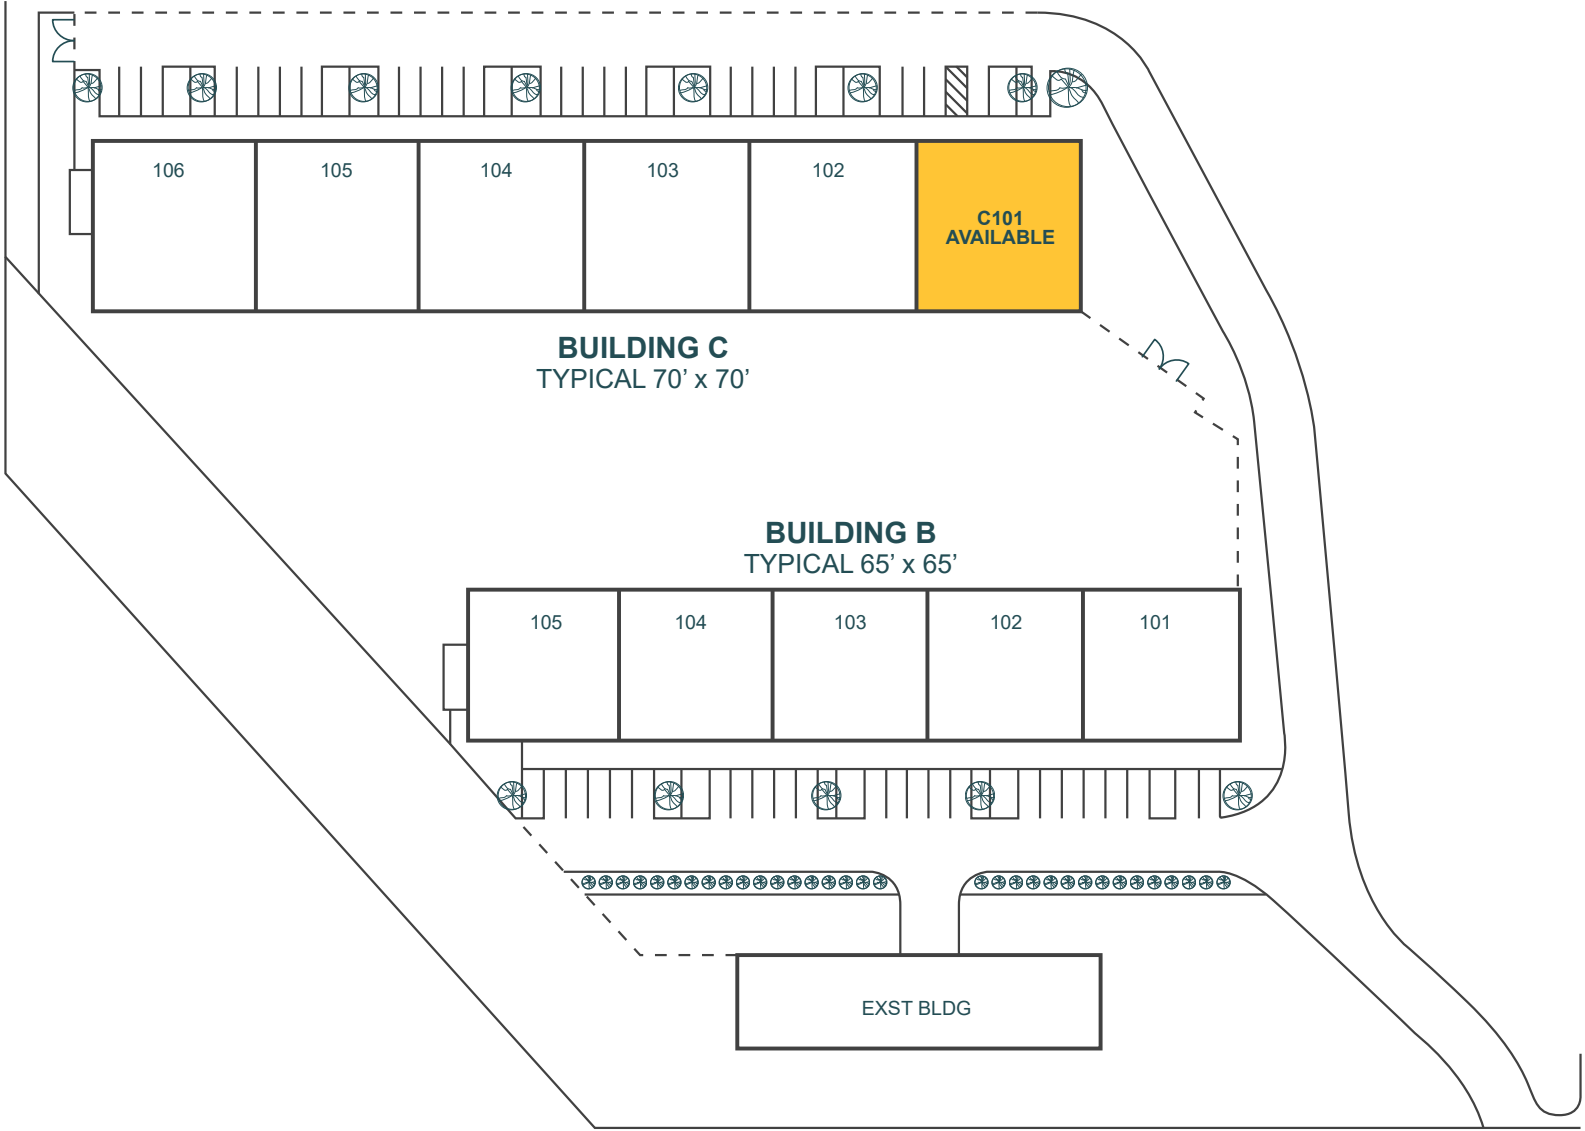 106
105
104
103
102
C101
AVAILABLE
BUILDING C
TYPICAL 70’ x 70’
BUILDING B
TYPICAL 65’ x 65’
105
104
103
102
101
EXST BLDG